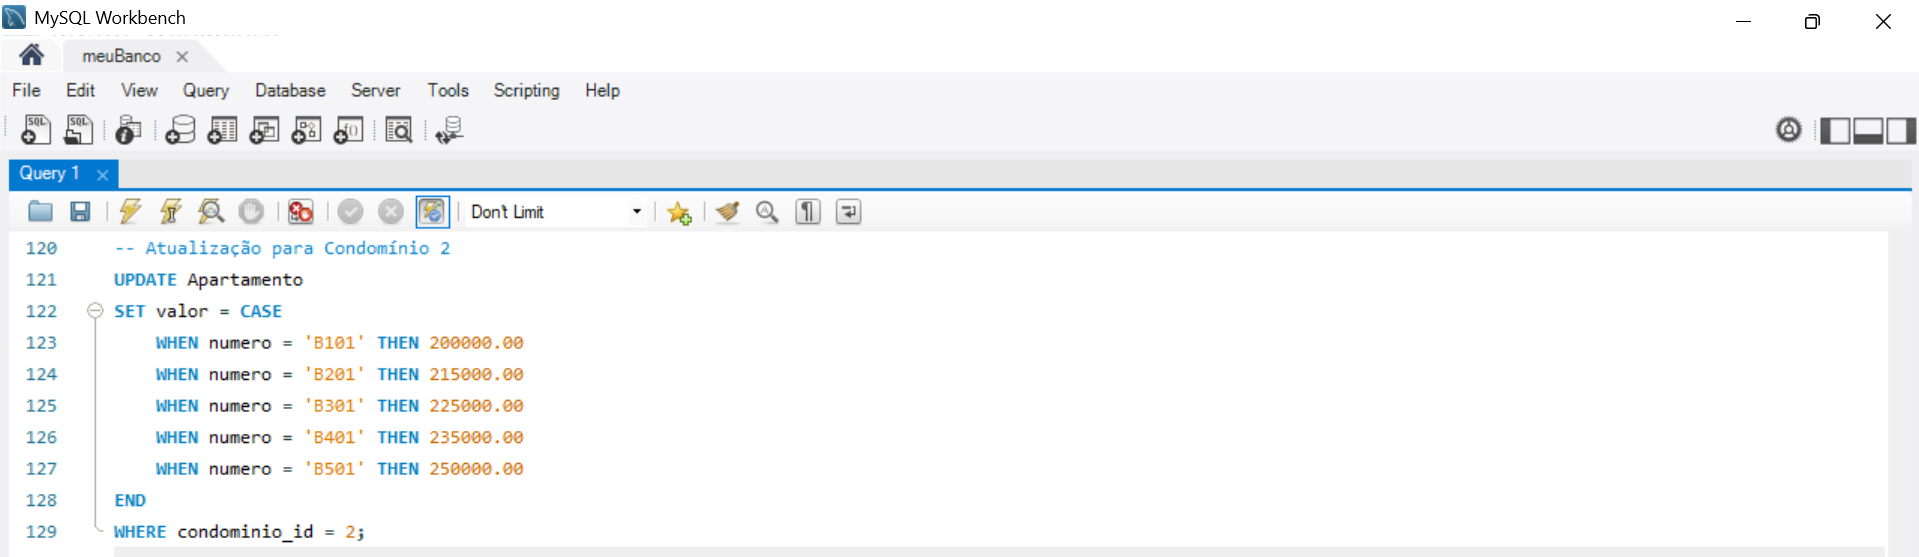 MySQL Workbench
meuBanco
File Edit View Query Database Server Tools Scripting Help
Query 1
Don't Limit
120 -- Atualização para Condomínio 2
121 UPDATE Apartamento
122 SET valor = CASE
123 WHEN numero = 'B101' THEN 200000.00
124 WHEN numero = 'B201' THEN 215000.00
125 WHEN numero = 'B301' THEN 225000.00
126 WHEN numero = 'B401' THEN 235000.00
127 WHEN numero = 'B501' THEN 250000.00
128 END
129 WHERE condominio_id = 2;